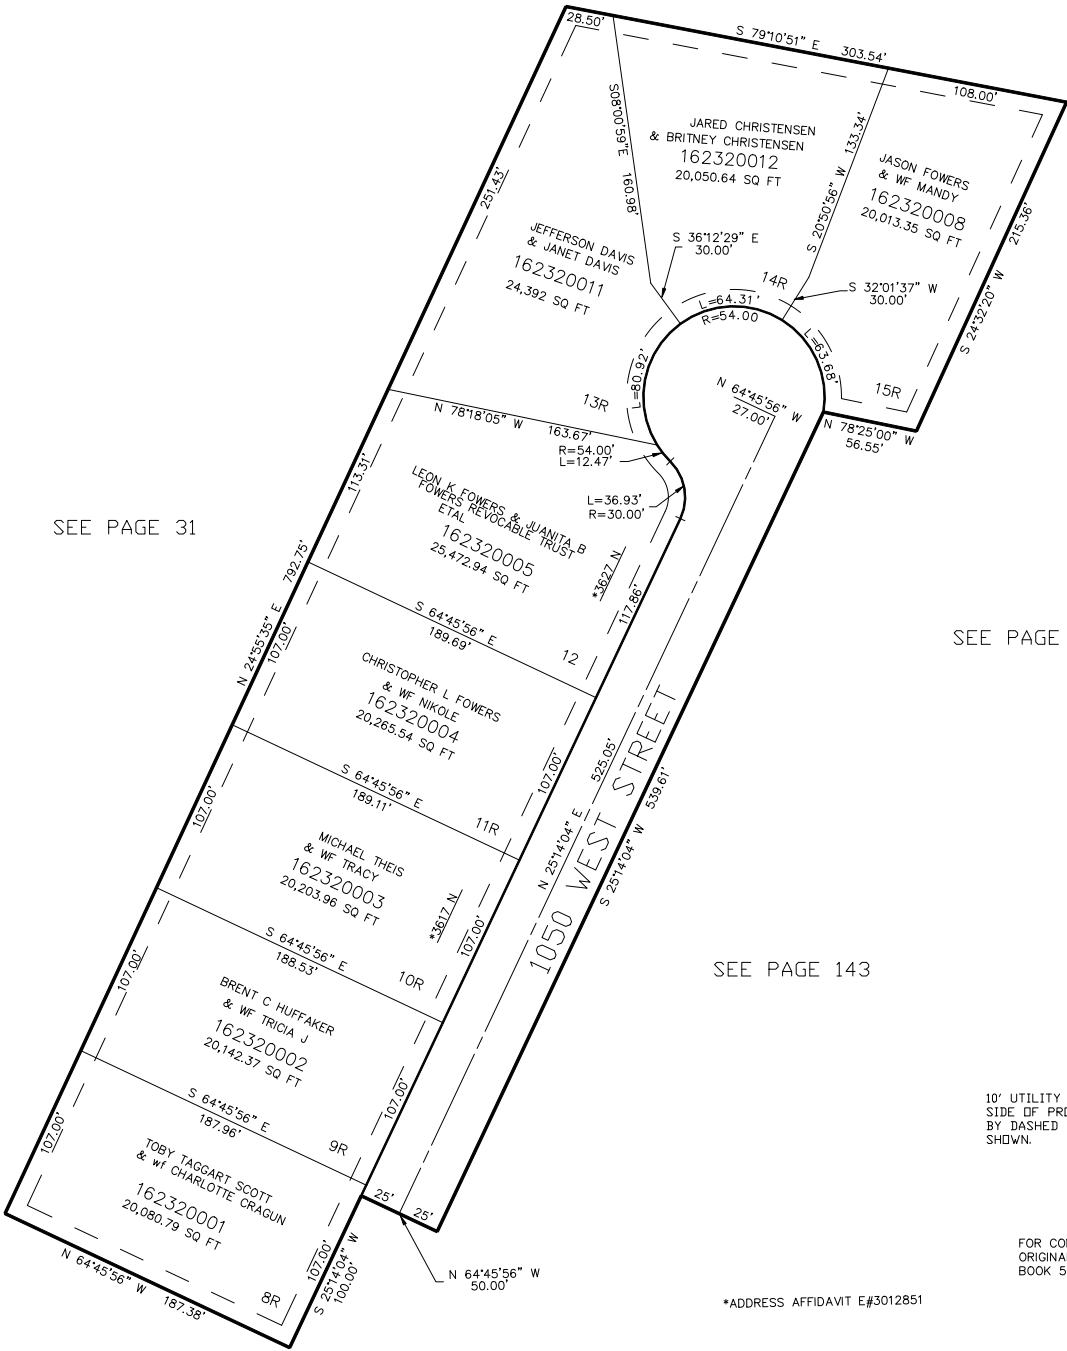 28.50'
S 79°10'51" E 303.54'
108.00'
S08°00'59"E 160.98'
JARED CHRISTENSEN
& BRITNEY CHRISTENSEN
162320012
20,050.64 SQ FT
S 20°50'56" W 133.34'
JASON FOWERS
& WF MANDY
162320008
20,013.35 SQ FT
215.36'
S 24°32'20" W
251.43'
JEFFERSON DAVIS
& JANET DAVIS
162320011
24,392 SQ FT
S 36°12'29" E
30.00'
14R
S 32°01'37" W
30.00'
L=64.31'
R=54.00
L=63.68'
L=80.92'
15R
13R
N 64°45'56" W
27.00'
N 78°25'00" W
56.55'
N 78°18'05" W 163.67'
R=54.00'
L=12.47'
L=36.93'
R=30.00'
113.31'
LEON K FOWERS & JUANITA B
FOWERS REVOCABLE TRUST
ETAL
162320005
25,472.94 SQ FT
*3627 N
117.86'
SEE PAGE 31
792.75'
N 24°55'35" E
107.00'
S 64°45'56" E
189.69'
12
SEE PAGE
CHRISTOPHER L FOWERS
& WF NIKOLE
162320004
20,265.54 SQ FT
107.00'
525.05'
N 25°14'04" E
1050 WEST STREET
539.61'
S 25°14'04" W
S 64°45'56" E
189.11'
11R
107.00'
MICHAEL THEIS
& WF TRACY
162320003
20,203.96 SQ FT
*3617 N
107.00'
S 64°45'56" E
188.53'
10R
SEE PAGE 143
107.00'
BRENT C HUFFAKER
& WF TRICIA J
162320002
20,142.37 SQ FT
107.00'
S 64°45'56" E
187.96'
9R
10' UTILITY
SIDE OF PRO
BY DASHED
SHOWN.
107.00'
TOBY TAGGART SCOTT
& wf CHARLOTTE CRAGUN
162320001
20,080.79 SQ FT
25'
25'
107.00'
S 25°14'04" W
100.00'
N 64°45'56" W
50.00'
N 64°45'56" W 187.38'
8R
FOR CO
ORIGINA
BOOK 5
*ADDRESS AFFIDAVIT E#3012851